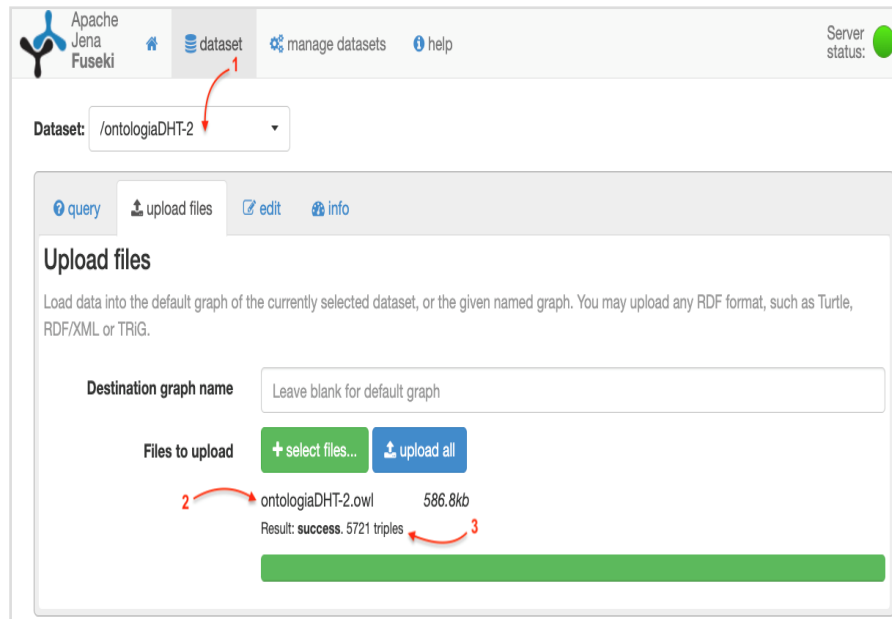 Apache
Jena
Fuseki
dataset
manage datasets
help
Server
status:
1
Dataset:
/ontologiaDHT-2
query
upload files
edit
info
Upload files
Load data into the default graph of the currently selected dataset, or the given named graph. You may upload any RDF format, such as Turtle,
RDF/XML or TRiG.
Destination graph name
Leave blank for default graph
Files to upload
+ select files...
upload all
2
ontologiaDHT-2.owl
586.8kb
Result: success. 5721 triples
3